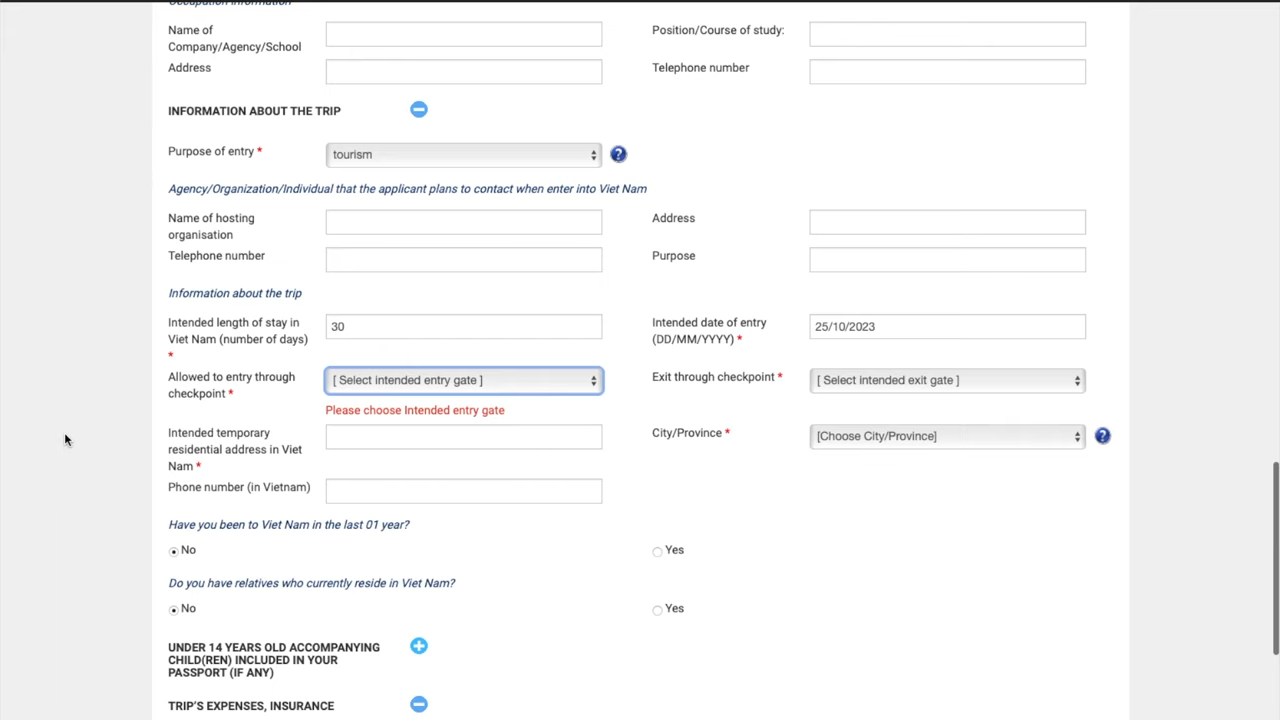 Occupation information
Name of Position/Course of study:
Company/Agency/School
Address Telephone number
INFORMATION ABOUT THE TRIP
Purpose of entry * tourism ?
Agency/Organization/Individual that the applicant plans to contact when enter into Viet Nam
Name of hosting Address
organisation
Telephone number Purpose
Information about the trip
Intended length of stay in 30 Intended date of entry 25/10/2023
Viet Nam (number of days) (DD/MM/YYYY) *
*
Allowed to entry through [ Select intended entry gate ] Exit through checkpoint * [ Select intended exit gate ]
checkpoint *
Please choose Intended entry gate
Intended temporary City/Province * [Choose City/Province] ?
residential address in Viet
Nam *
Phone number (in Vietnam)
Have you been to Viet Nam in the last 01 year?
No Yes
Do you have relatives who currently reside in Viet Nam?
No Yes
UNDER 14 YEARS OLD ACCOMPANYING
CHILD(REN) INCLUDED IN YOUR
PASSPORT (IF ANY)
TRIP'S EXPENSES, INSURANCE